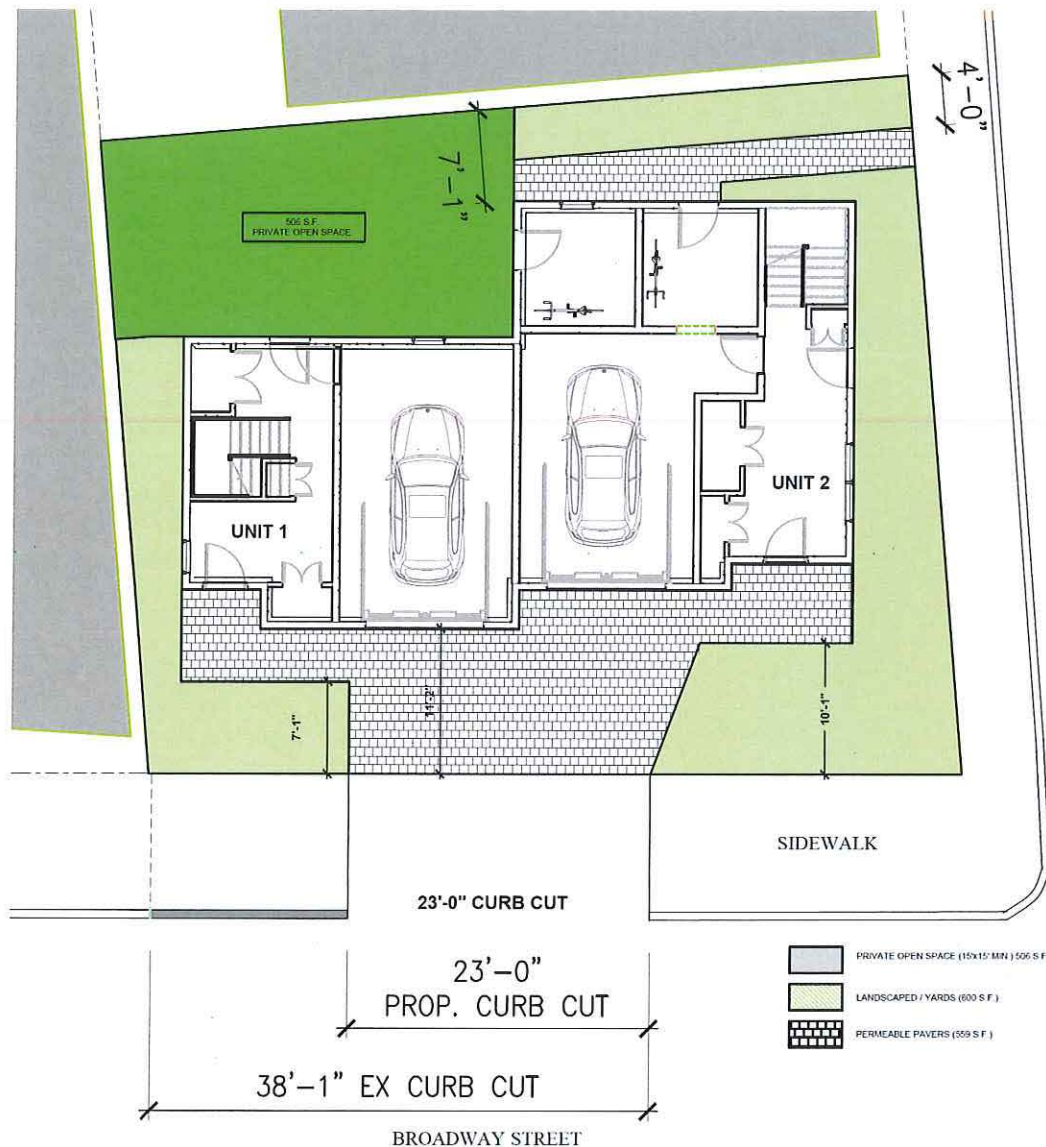 4'-0"
7'-1"
506 S.F.
PRIVATE OPEN SPACE
UNIT 1
UNIT 2
7'-1"
11'-2"
10'-1"
SIDEWALK
23'-0" CURB CUT
23'-0"
PROP. CURB CUT
38'-1" EX CURB CUT
BROADWAY STREET
PRIVATE OPEN SPACE (15'x15' MIN.) 506 S.F
LANDSCAPED / YARDS (600 S.F.)
PERMEABLE PAVERS (559 S.F.)